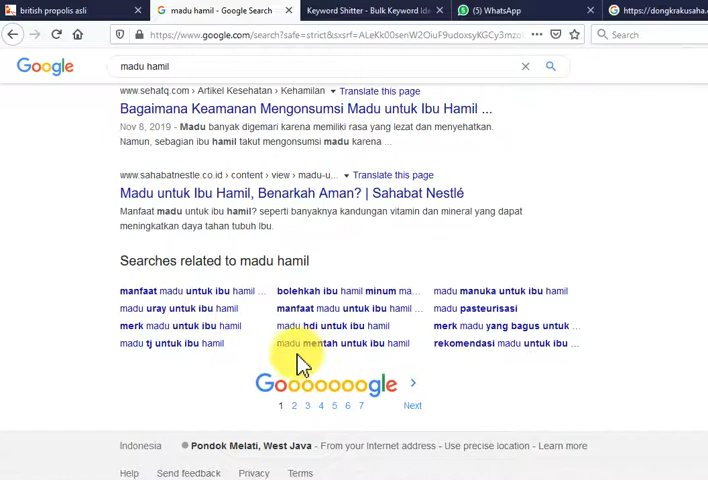 british propolis asli
madu hamil - Google Search
Keyword Shitter - Bulk Keyword Ide
(5) WhatsApp
https://dongkrakusaha.c
https://www.google.com/search?safe=strict&sxsrf=
Search
Google
madu hamil
www.sehatq.com › Artikel Kesehatan › Kehamilan
Translate this page
Bagaimana Keamanan Mengonsumsi Madu untuk Ibu Hamil ...
Nov 8, 2019 - Madu banyak digemari karena memiliki rasa yang lezat dan menyehatkan.
Namun, sebagian ibu hamil takut mengonsumsi madu karena ...
www.sahabatnestle.co.id › content › view › madu-u...
Translate this page
Madu untuk Ibu Hamil, Benarkah Aman? | Sahabat Nestlé
Manfaat madu untuk ibu hamil? seperti banyaknya kandungan vitamin dan mineral yang dapat
meningkatkan daya tahan tubuh Ibu.
Searches related to madu hamil
manfaat madu untuk ibu hamil ...
bolehkah ibu hamil minum ma...
madu manuka untuk ibu hamil
madu uray untuk ibu hamil
manfaat madu untuk ibu hamil ...
madu pasteurisasi
merk madu untuk ibu hamil
madu hdi untuk ibu hamil
merk madu yang bagus untuk ...
madu tj untuk ibu hamil
madu mentah untuk ibu hamil
rekomendasi madu untuk ibu ...
Goooooooogle
1 2 3 4 5 6 7 Next
Indonesia
Pondok Melati, West Java - From your Internet address - Use precise location - Learn more
Help Send feedback Privacy Terms